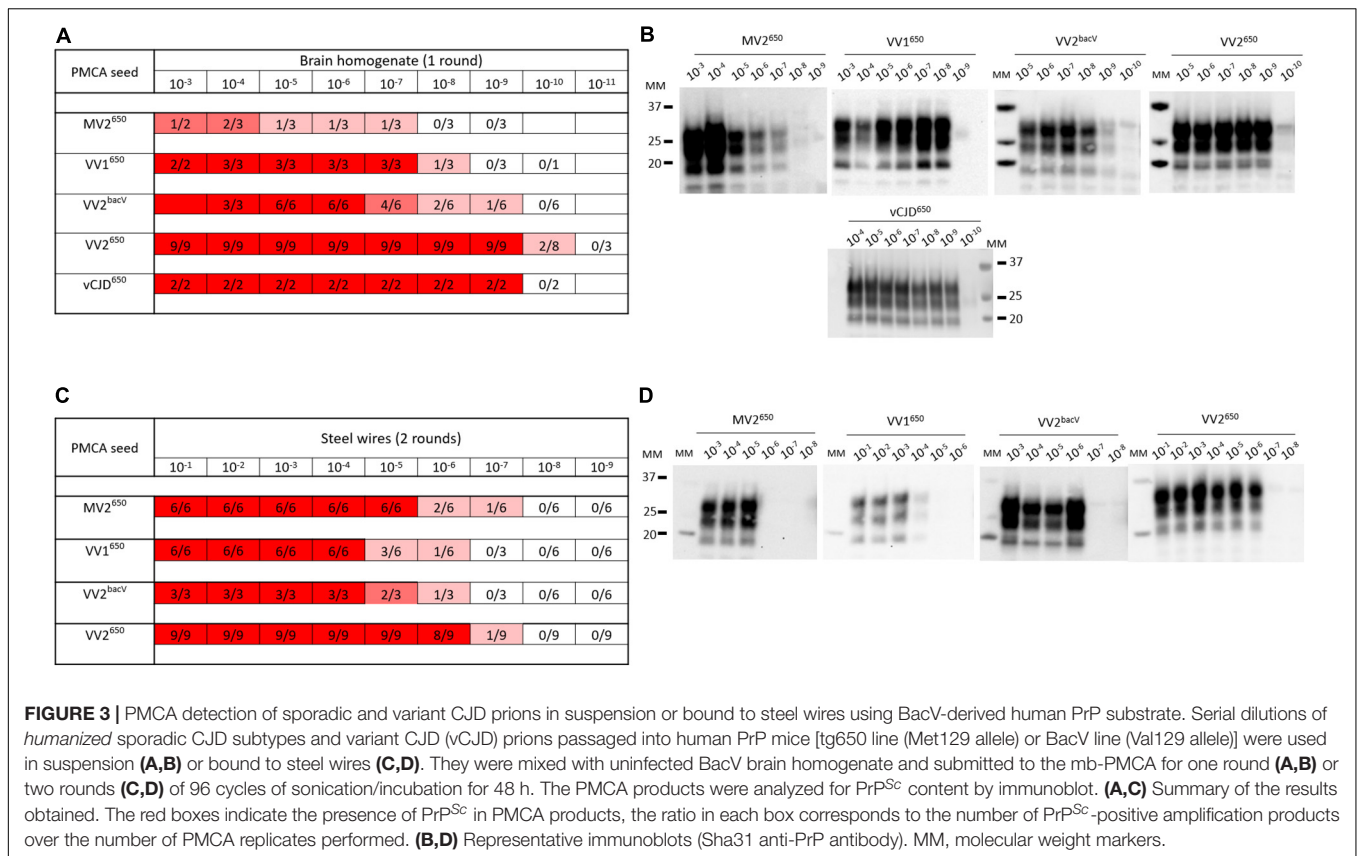 A
PMCA seed
Brain homogenate (1 round)
10-3 10-4 10-5 10-6 10-7 10-8 10-9 10-10 10-11
MV2650 1/2 2/3 1/3 1/3 1/3 0/3 0/3
VV1650 2/2 3/3 3/3 3/3 3/3 1/3 0/3 0/1
VV2bacV 3/3 6/6 6/6 4/6 2/6 1/6 0/6
VV2650 9/9 9/9 9/9 9/9 9/9 9/9 9/9 2/8 0/3
vCJD650 2/2 2/2 2/2 2/2 2/2 2/2 2/2 0/2
B
MV2650 VV1650 VV2bacV VV2650
MM 10-3 10-4 10-5 10-6 10-7 10-8 10-9
10-3 10-4 10-5 10-6 10-7 10-8 10-9
MM 10-5 10-6 10-7 10-8 10-9 10-10
MM 10-5 10-6 10-7 10-8 10-9 10-10
37
25
20
vCJD650
10-4 10-5 10-6 10-7 10-8 10-9 10-10 MM
37
25
20
C
PMCA seed
Steel wires (2 rounds)
10-1 10-2 10-3 10-4 10-5 10-6 10-7 10-8 10-9
MV2650 6/6 6/6 6/6 6/6 6/6 2/6 1/6 0/6 0/6
VV1650 6/6 6/6 6/6 6/6 3/6 1/6 0/3 0/6 0/6
VV2bacV 3/3 3/3 3/3 3/3 2/3 1/3 0/3 0/6 0/6
VV2650 9/9 9/9 9/9 9/9 9/9 8/9 1/9 0/9 0/9
D
MV2650 VV1650 VV2bacV VV2650
MM MM 10-3 10-4 10-5 10-6 10-7 10-8
MM 10-1 10-2 10-3 10-4 10-5 10-6
MM 10-3 10-4 10-5 10-6 10-7 10-8
10-1 10-2 10-3 10-4 10-5 10-6 10-7 10-8
37
25
20
FIGURE 3 | PMCA detection of sporadic and variant CJD prions in suspension or bound to steel wires using BacV-derived human PrP substrate. Serial dilutions of
humanized sporadic CJD subtypes and variant CJD (vCJD) prions passaged into human PrP mice [tg650 line (Met129 allele) or BacV line (Val129 allele)] were used
in suspension (A,B) or bound to steel wires (C,D). They were mixed with uninfected BacV brain homogenate and submitted to the mb-PMCA for one round (A,B) or
two rounds (C,D) of 96 cycles of sonication/incubation for 48 h. The PMCA products were analyzed for PrPSc content by immunoblot. (A,C) Summary of the results
obtained. The red boxes indicate the presence of PrPSc in PMCA products, the ratio in each box corresponds to the number of PrPSc-positive amplification products
over the number of PMCA replicates performed. (B,D) Representative immunoblots (Sha31 anti-PrP antibody). MM, molecular weight markers.